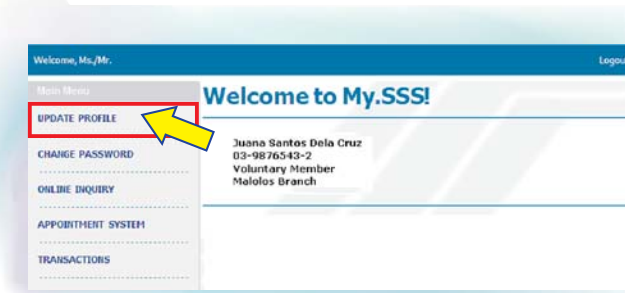 Welcome, Ms./Mr.
Logou
Main Menu
UPDATE PROFILE
CHANGE PASSWORD
ONLINE INQUIRY
APPOINTMENT SYSTEM
TRANSACTIONS
Welcome to My.SSS!
Juana Santos Dela Cruz
03-9876543-2
Voluntary Member
Malolos Branch